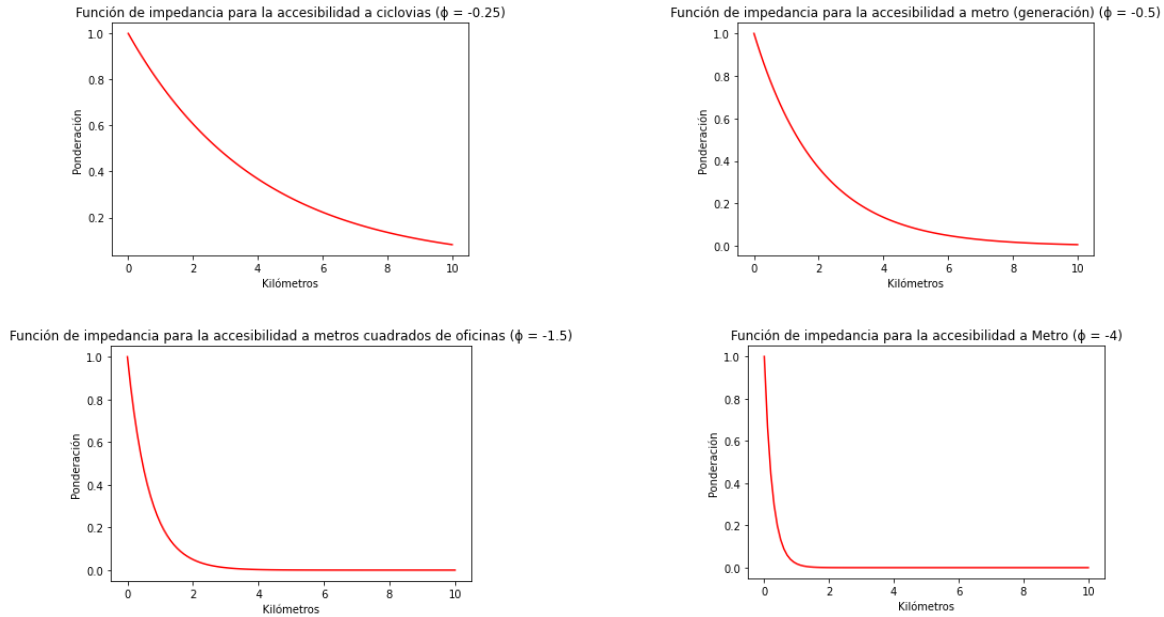 Función de impedancia para la accesibilidad a ciclovias (ϕ = -0.25)
1.0
0.8
0.6
0.4
0.2
Ponderación
0 2 4 6 8 10
Kilómetros
Función de impedancia para la accesibilidad a metro (generación) (ϕ = -0.5)
1.0
0.8
0.6
0.4
0.2
0.0
Ponderación
0 2 4 6 8 10
Kilómetros
Función de impedancia para la accesibilidad a metros cuadrados de oficinas (ϕ = -1.5)
1.0
0.8
0.6
0.4
0.2
0.0
Ponderación
0 2 4 6 8 10
Kilómetros
Función de impedancia para la accesibilidad a Metro (ϕ = -4)
1.0
0.8
0.6
0.4
0.2
0.0
Ponderación
0 2 4 6 8 10
Kilómetros